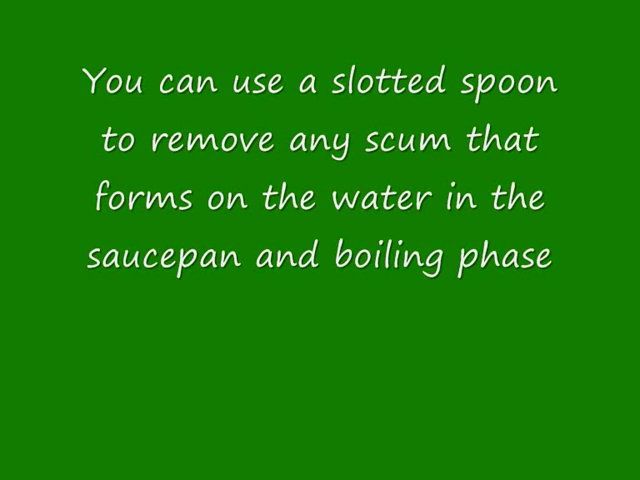 You can use a slotted spoon
to remove any scum that
forms on the water in the
saucepan and boiling phase